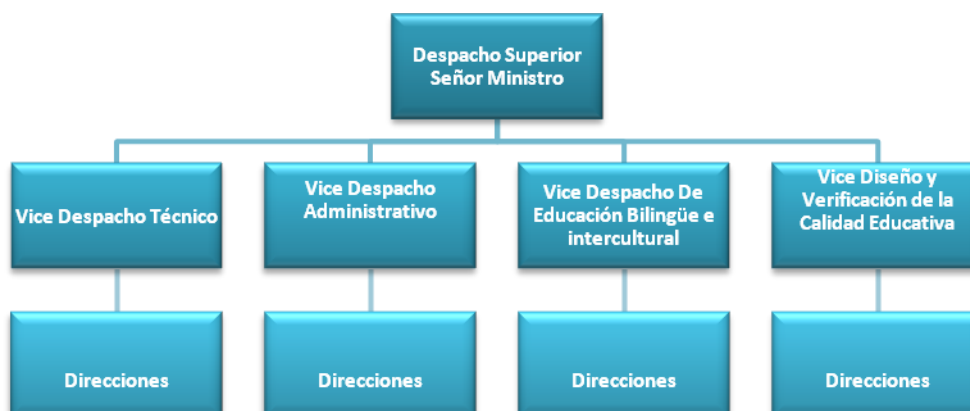 Despacho Superior
Señor Ministro
Vice Despacho Técnico
Vice Despacho
Administrativo
Vice Despacho De
Educación Bilingüe e
intercultural
Vice Diseño y
Verificación de la
Calidad Educativa
Direcciones
Direcciones
Direcciones
Direcciones